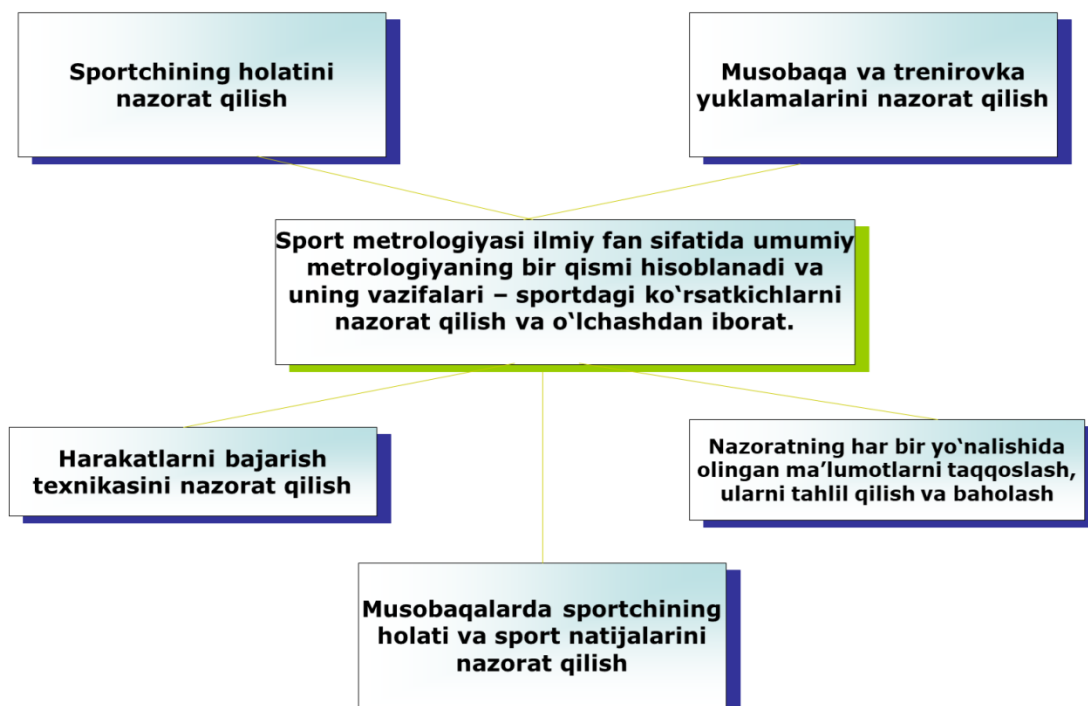 Sportchining holatini
nazorat qilish
Musobaqa va trenirovka
yuklamalarini nazorat qilish
Sport metrologiyasi ilmiy fan sifatida umumiy
metrologiyaning bir qismi hisoblanadi va
uning vazifalari – sportdagi ko‘rsatkichlarni
nazorat qilish va o‘lchashdan iborat.
Harakatlarni bajarish
texnikasini nazorat qilish
Nazoratning har bir yo‘nalishida
olingan ma’lumotlarni taqqoslash,
ularni tahlil qilish va baholash
Musobaqalarda sportchining
holati va sport natijalarini
nazorat qilish